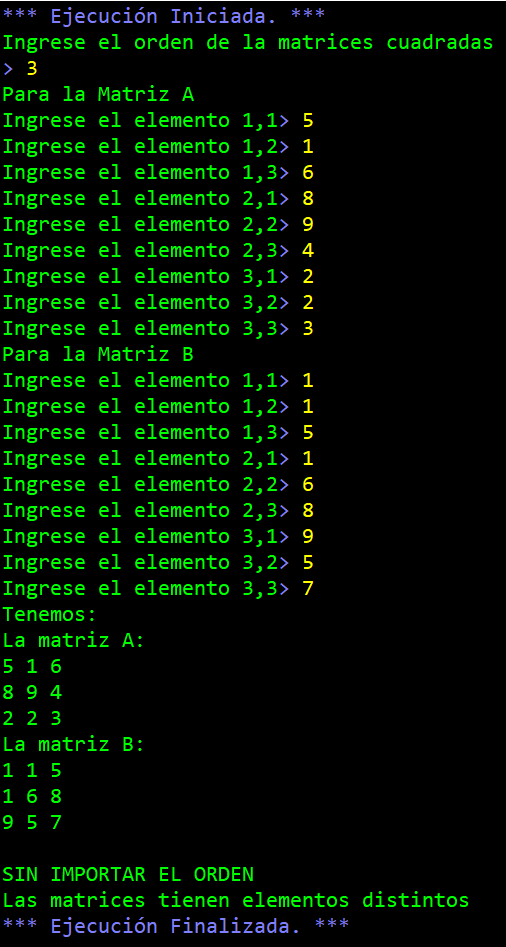 *** Ejecución Iniciada. ***
Ingrese el orden de la matrices cuadradas
> 3
Para la Matriz A
Ingrese el elemento 1,1> 5
Ingrese el elemento 1,2> 1
Ingrese el elemento 1,3> 6
Ingrese el elemento 2,1> 8
Ingrese el elemento 2,2> 9
Ingrese el elemento 2,3> 4
Ingrese el elemento 3,1> 2
Ingrese el elemento 3,2> 2
Ingrese el elemento 3,3> 3
Para la Matriz B
Ingrese el elemento 1,1> 1
Ingrese el elemento 1,2> 1
Ingrese el elemento 1,3> 5
Ingrese el elemento 2,1> 1
Ingrese el elemento 2,2> 6
Ingrese el elemento 2,3> 8
Ingrese el elemento 3,1> 9
Ingrese el elemento 3,2> 5
Ingrese el elemento 3,3> 7
Tenemos:
La matriz A:
5 1 6
8 9 4
2 2 3
La matriz B:
1 1 5
1 6 8
9 5 7
SIN IMPORTAR EL ORDEN
Las matrices tienen elementos distintos
*** Ejecución Finalizada. ***